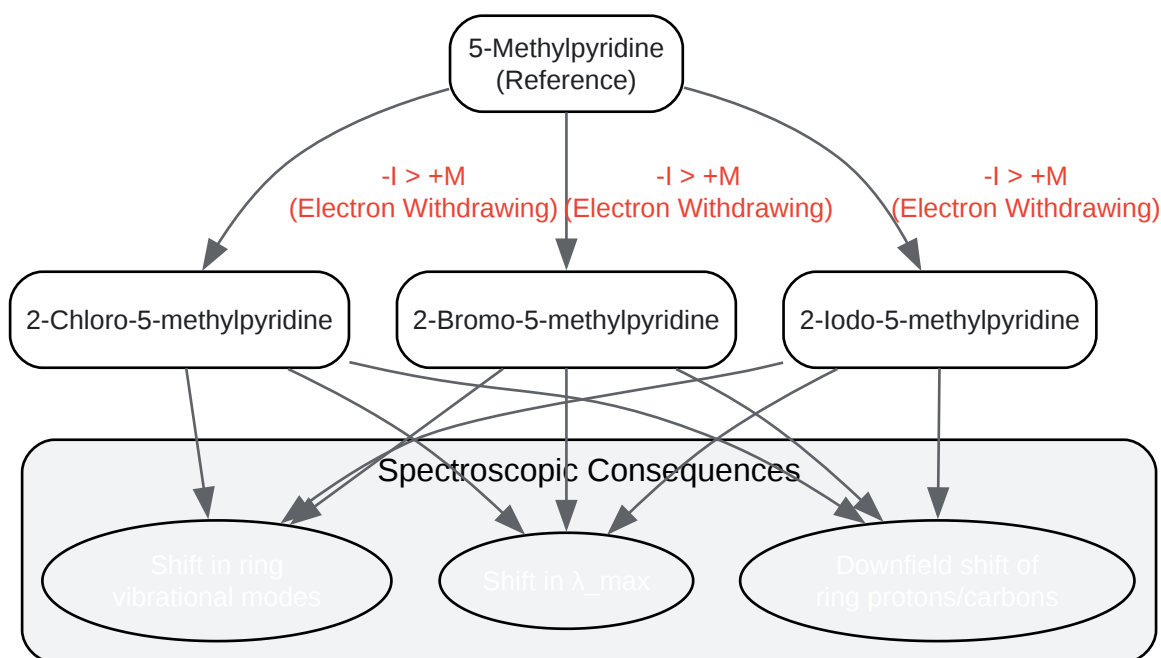 5-Methylpyridine
(Reference)
-I > +M
(Electron Withdrawing)
-I > +M
(Electron Withdrawing)
-I > +M
(Electron Withdrawing)
2-Chloro-5-methylpyridine
2-Bromo-5-methylpyridine
2-Iodo-5-methylpyridine
Spectroscopic Consequences
Shift in ring
vibrational modes
Shift in λ_max
Downfield shift of
ring protons/carbons